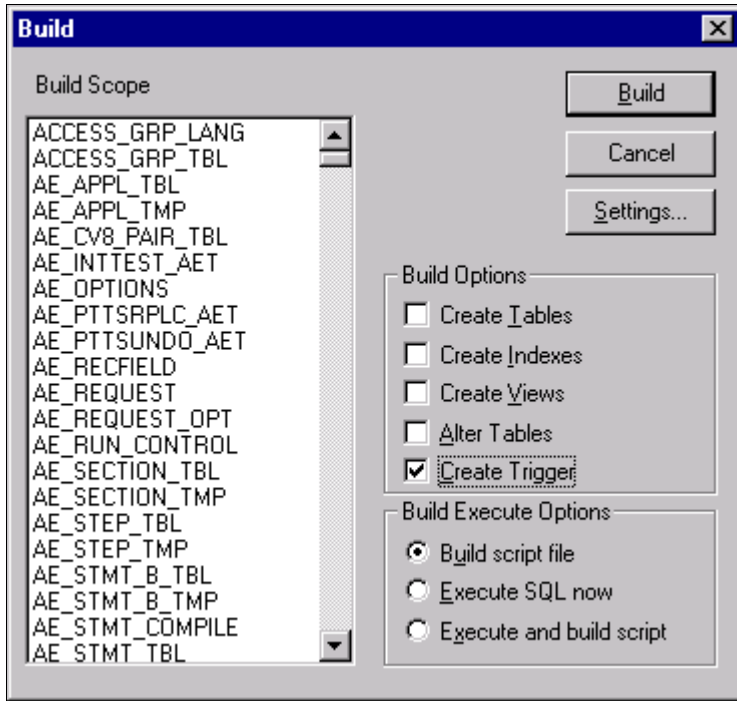 Build
Build Scope
ACCESS_GRP_LANG
ACCESS_GRP_TBL
AE_APPL_TBL
AE_APPL_TMP
AE_CV8_PAIR_TBL
AE_INTTEST_AET
AE_OPTIONS
AE_PTTSRPLC_AET
AE_PTTSUNDO_AET
AE_RECFIELD
AE_REQUEST
AE_REQUEST_OPT
AE_RUN_CONTROL
AE_SECTION_TBL
AE_SECTION_TMP
AE_STEP_TBL
AE_STEP_TMP
AE_STMT_B_TBL
AE_STMT_B_TMP
AE_STMT_COMPILE
AE_STMT_TBL
Build
Cancel
Settings...
Build Options
Create Tables
Create Indexes
Create Views
Alter Tables
Create Trigger
Build Execute Options
Build script file
Execute SQL now
Execute and build script